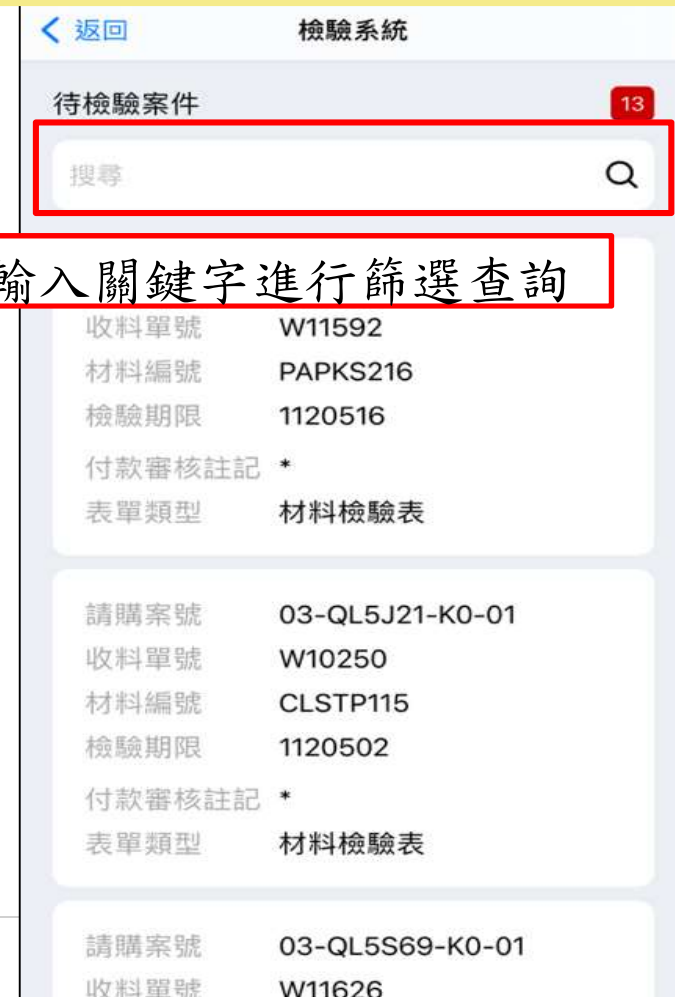 返回 檢驗系統
待檢驗案件 13
搜尋
輸入關鍵字進行篩選查詢
收料單號 W11592
材料編號 PAPKS216
檢驗期限 1120516
付款審核註記 *
表單類型 材料檢驗表
請購案號 03-QL5J21-K0-01
收料單號 W10250
材料編號 CLSTP115
檢驗期限 1120502
付款審核註記 *
表單類型 材料檢驗表
請購案號 03-QL5S69-K0-01
收料單號 W11626